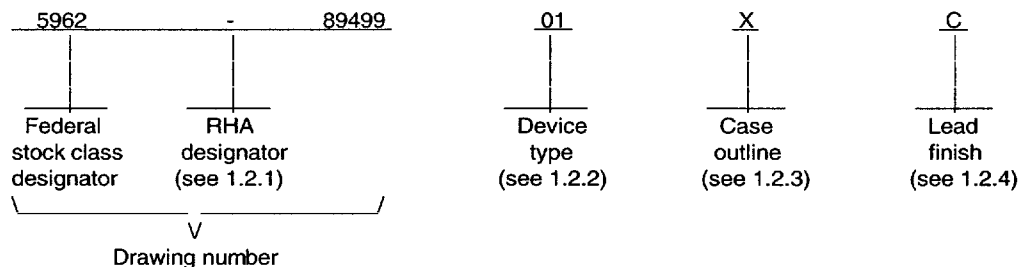 5962 - 89499 01 X C
Federal stock class designator
RHA designator (see 1.2.1)
Device type (see 1.2.2)
Case outline (see 1.2.3)
Lead finish (see 1.2.4)
\ / V
Drawing number